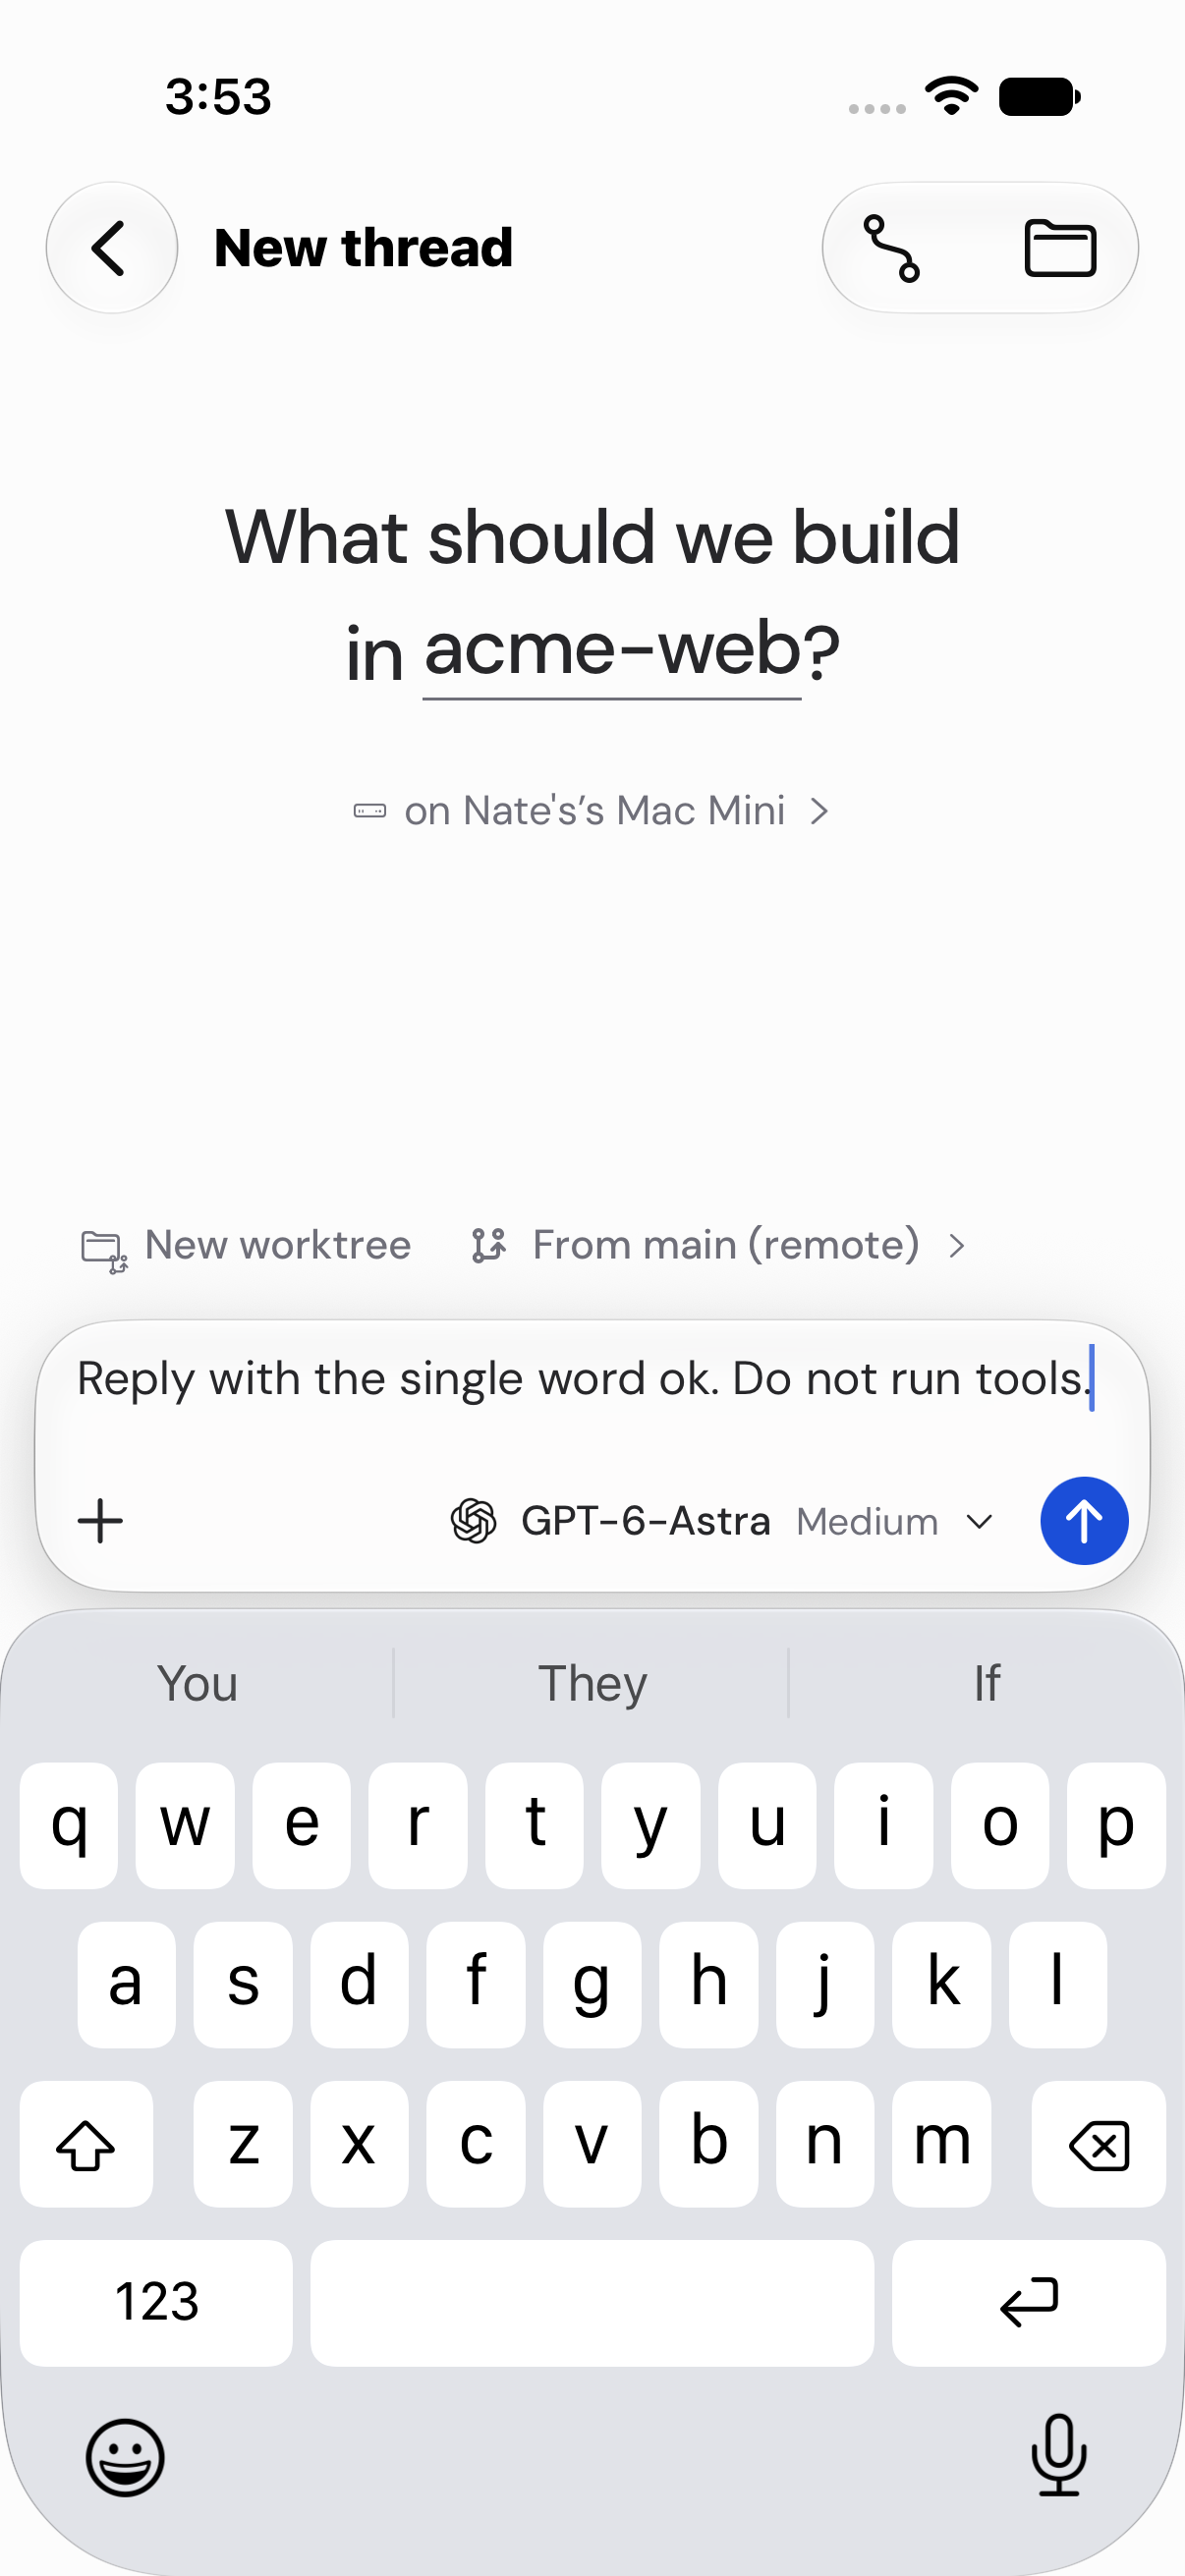 3:53
New thread
What should we build
in acme-web?
on Nate's’s Mac Mini
New worktree From main (remote)
Reply with the single word ok. Do not run tools.
GPT-6-Astra Medium
You They If
q w e r t y u i o p
a s d f g h j k l
z x c v b n m
123